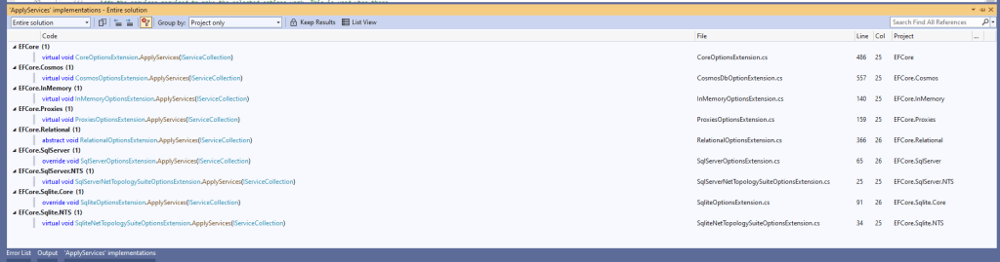 'ApplyServices' implementations - Entire solution
Entire solution Group by: Project only Keep Results List View Search Find All References
Code File Line Col Project ...
EFCore (1)
virtual void CoreOptionsExtension.ApplyServices(IServiceCollection) CoreOptionsExtension.cs 486 25 EFCore
EFCore.Cosmos (1)
virtual void CosmosOptionsExtension.ApplyServices(IServiceCollection) CosmosDbOptionExtension.cs 557 25 EFCore.Cosmos
EFCore.InMemory (1)
virtual void InMemoryOptionsExtension.ApplyServices(IServiceCollection) InMemoryOptionsExtension.cs 140 25 EFCore.InMemory
EFCore.Proxies (1)
virtual void ProxiesOptionsExtension.ApplyServices(IServiceCollection) ProxiesOptionsExtension.cs 159 25 EFCore.Proxies
EFCore.Relational (1)
abstract void RelationalOptionsExtension.ApplyServices(IServiceCollection) RelationalOptionsExtension.cs 366 26 EFCore.Relational
EFCore.SqlServer (1)
override void SqlServerOptionsExtension.ApplyServices(IServiceCollection) SqlServerOptionsExtension.cs 65 26 EFCore.SqlServer
EFCore.SqlServer.NTS (1)
virtual void SqlServerNetTopologySuiteOptionsExtension.ApplyServices(IServiceCollection) SqlServerNetTopologySuiteOptionsExtension.cs 25 25 EFCore.SqlServer.NTS
EFCore.Sqlite.Core (1)
override void SqliteOptionsExtension.ApplyServices(IServiceCollection) SqliteOptionsExtension.cs 91 26 EFCore.Sqlite.Core
EFCore.Sqlite.NTS (1)
virtual void SqliteNetTopologySuiteOptionsExtension.ApplyServices(IServiceCollection) SqliteNetTopologySuiteOptionsExtension.cs 34 25 EFCore.Sqlite.NTS
Error List Output 'ApplyServices' implementations